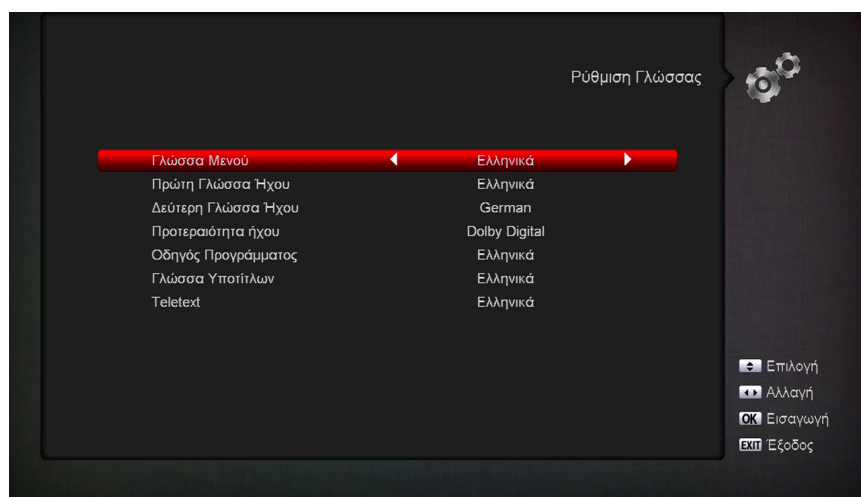 Ρύθμιση Γλώσσας
Γλώσσα Μενού Ελληνικά
Πρώτη Γλώσσα Ήχου Ελληνικά
Δεύτερη Γλώσσα Ήχου German
Προτεραιότητα ήχου Dolby Digital
Οδηγός Προγράμματος Ελληνικά
Γλώσσα Υποτίτλων Ελληνικά
Teletext Ελληνικά
Επιλογή
Αλλαγή
OK Εισαγωγή
EXIT Έξοδος